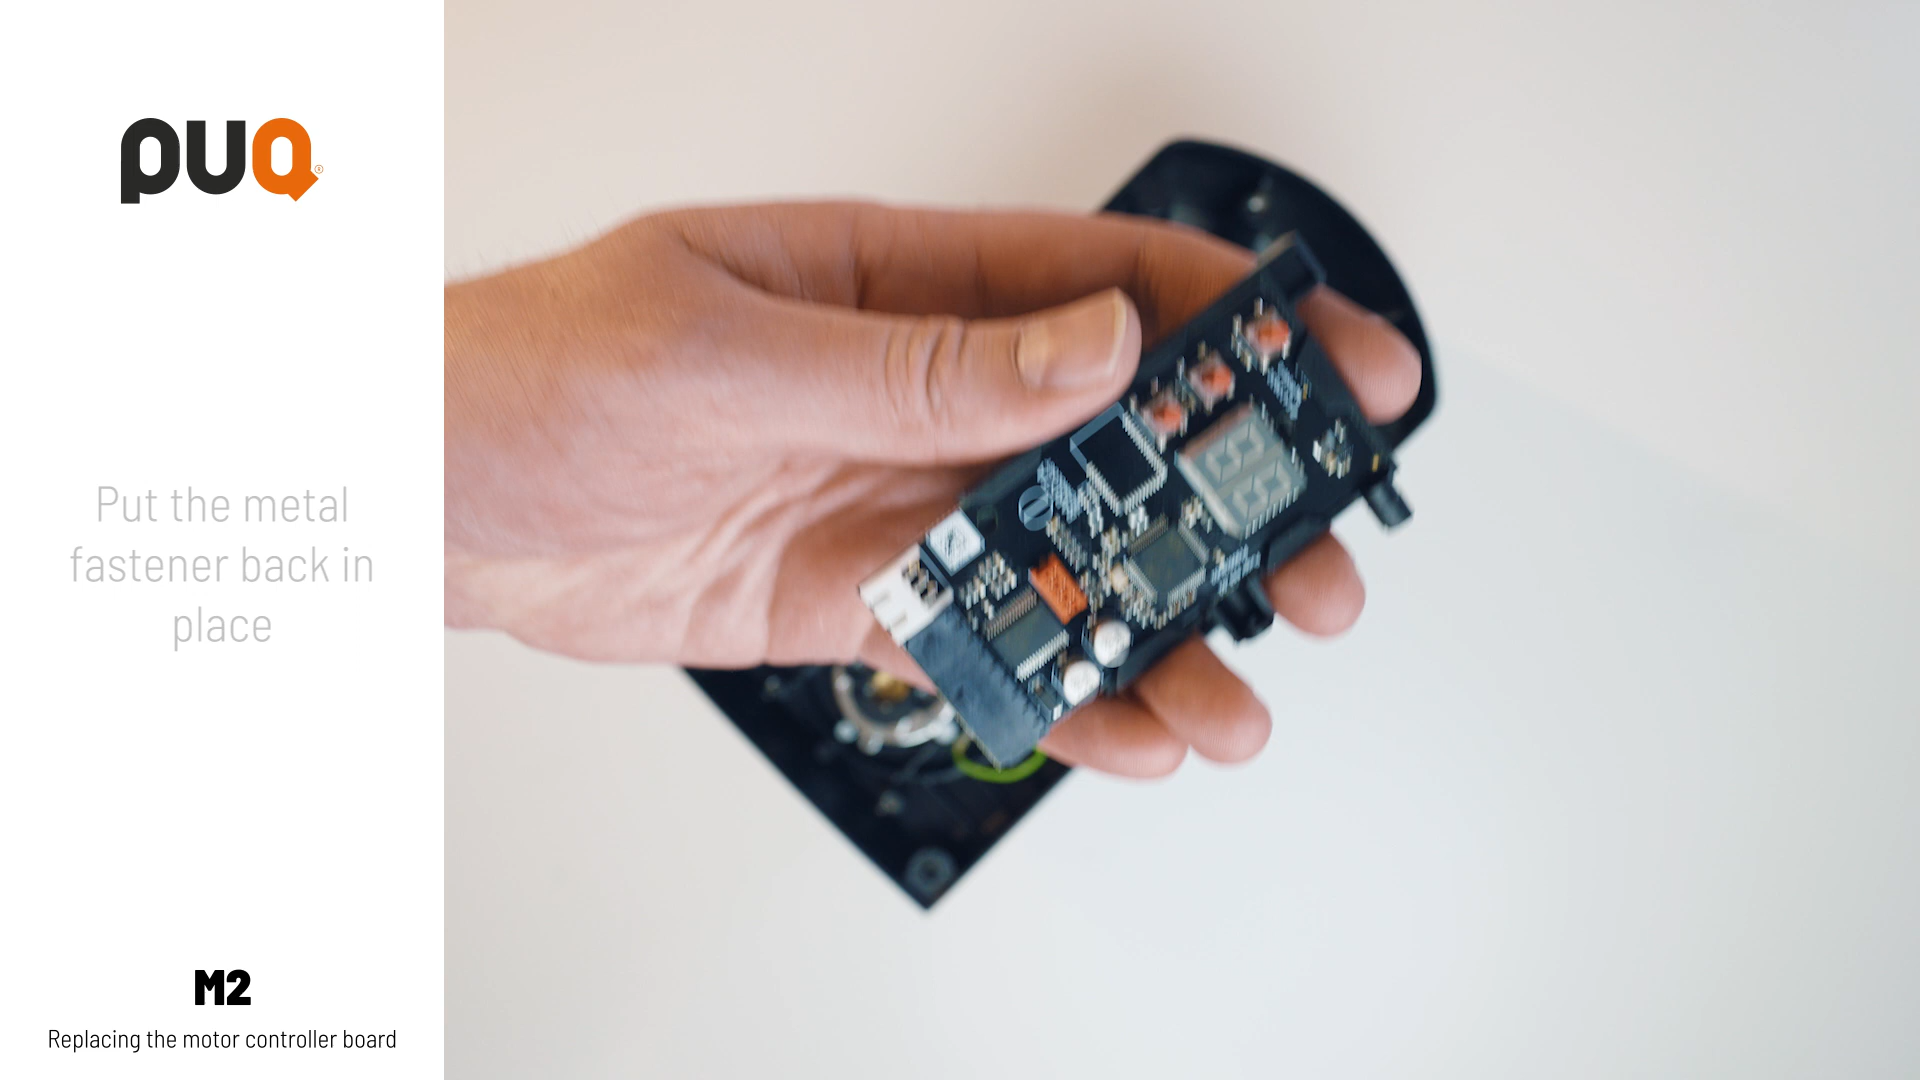 puq®
Put the metal
fastener back in
place
M2
Replacing the motor controller board